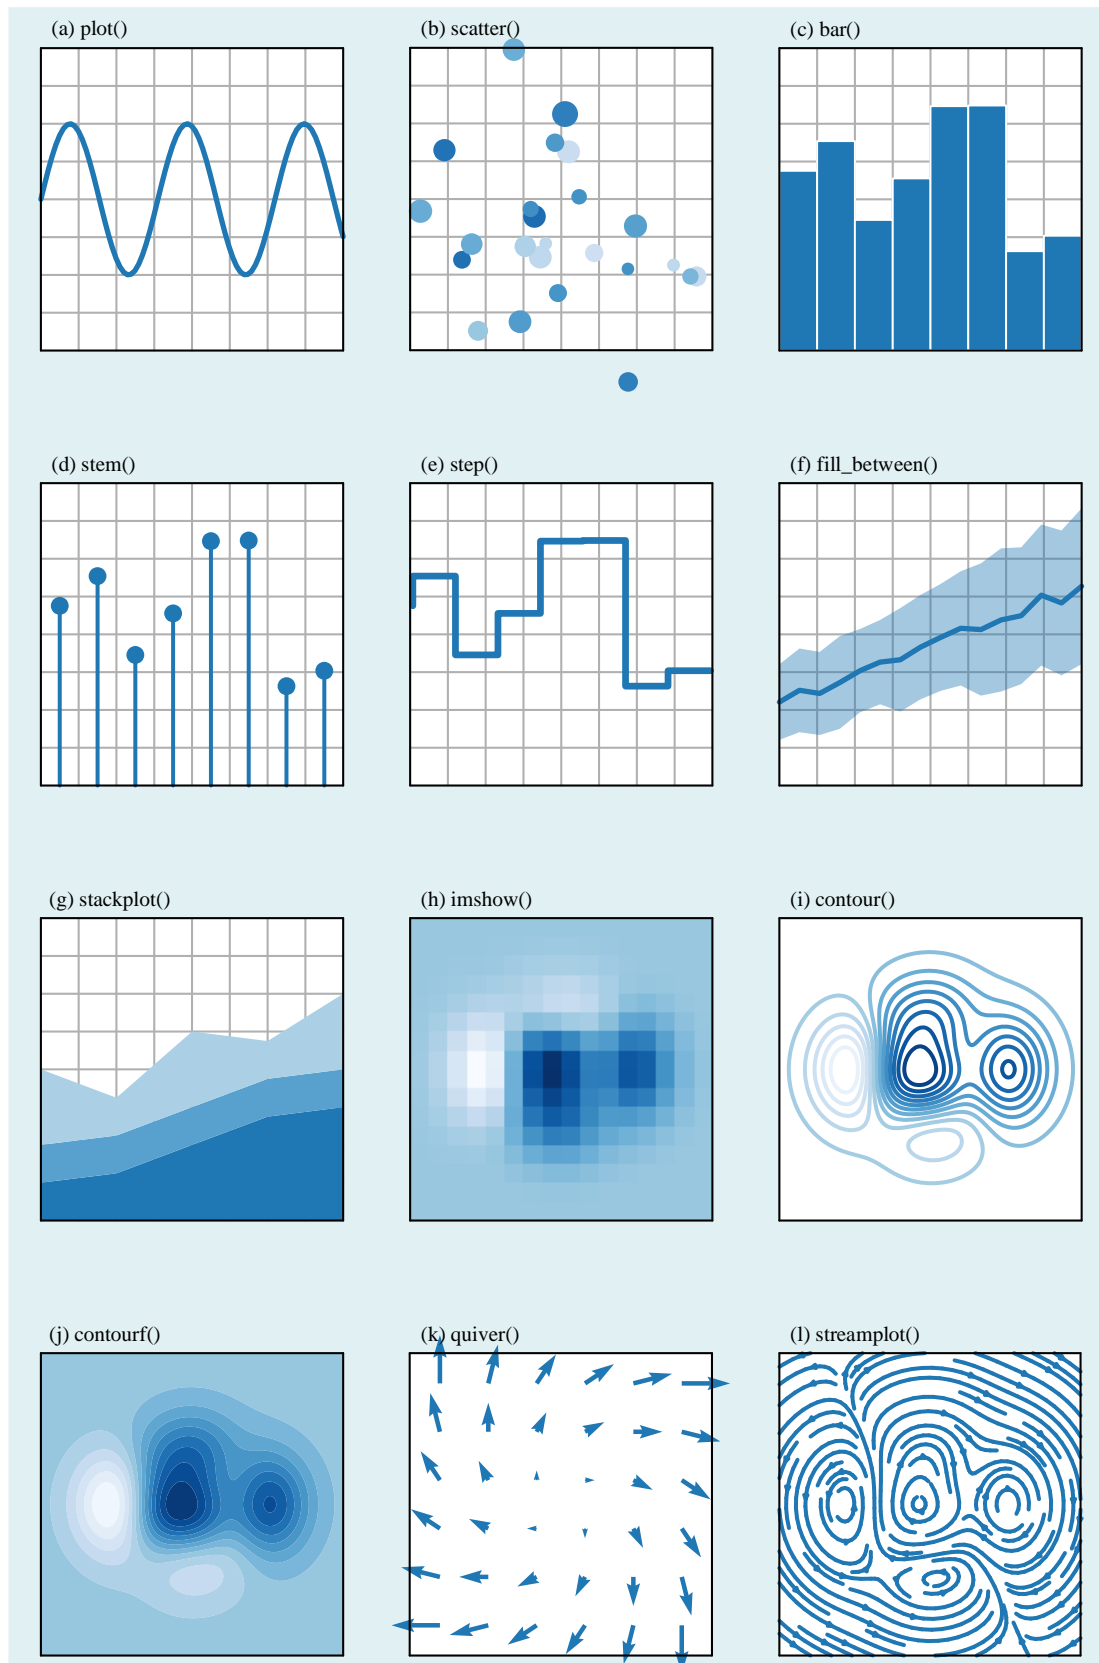 (a) plot()
(b) scatter()
(c) bar()
(d) stem()
(e) step()
(f) fill_between()
(g) stackplot()
(h) imshow()
(i) contour()
(j) contourf()
(k) quiver()
(l) streamplot()